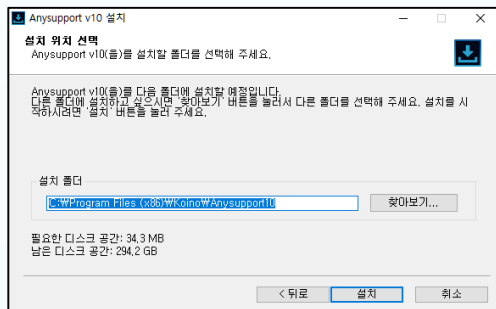 Anysupport v10 설치
설치 위치 선택
Anysupport v10(을)를 설치할 폴더를 선택해 주세요.
Anysupport v10(을)를 다음 폴더에 설치할 예정입니다.
다른 폴더에 설치하고 싶으시면 '찾아보기' 버튼을 눌러서 다른 폴더를 선택해 주세요. 설치를 시
작하시려면 '설치' 버튼을 눌러 주세요.
설치 폴더
C:₩Program Files (x86)₩Koino₩Anysupport10
찾아보기...
필요한 디스크 공간: 34.3 MB
남은 디스크 공간: 294.2 GB
< 뒤로 설치 취소